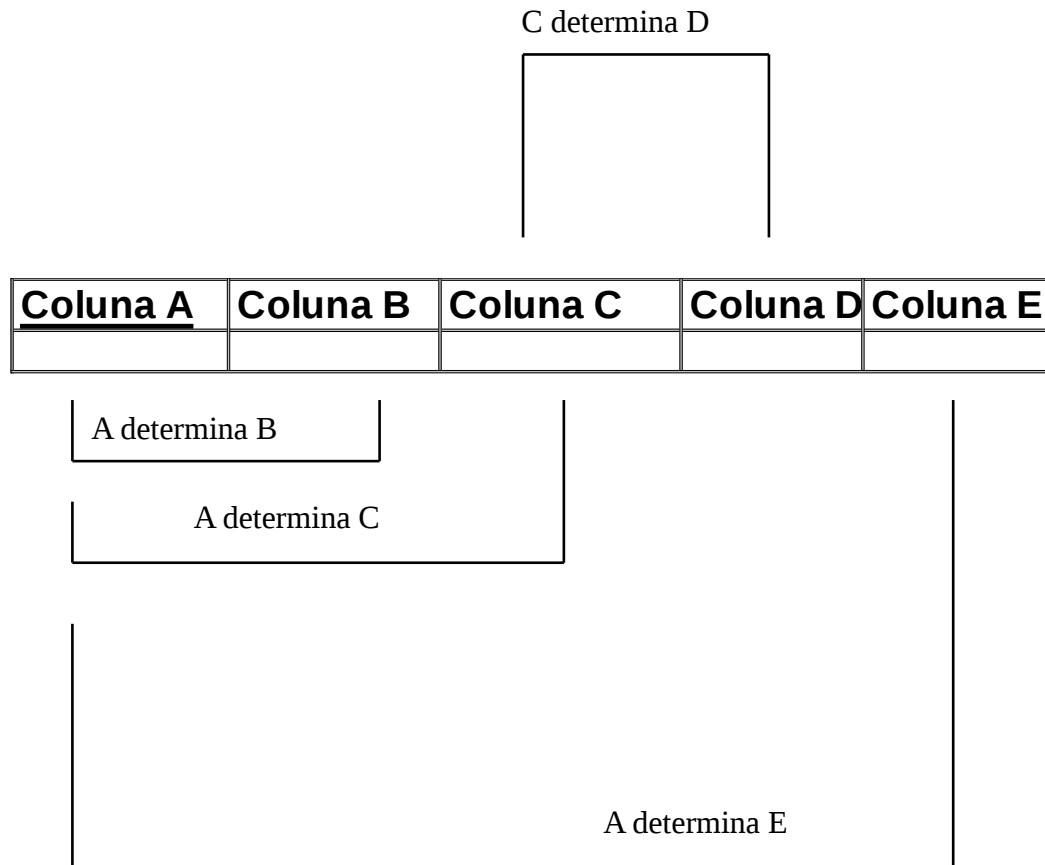 C determina D
Coluna A Coluna B Coluna C Coluna D Coluna E
A determina B
A determina C
A determina E